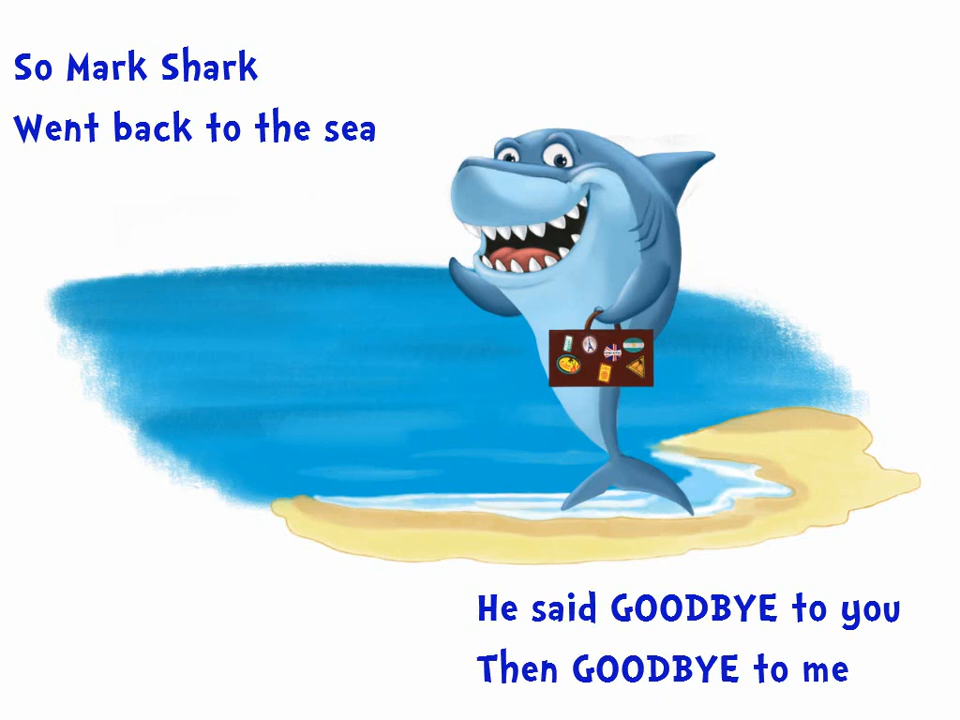 So Mark Shark
Went back to the sea
He said GOODBYE to you
Then GOODBYE to me